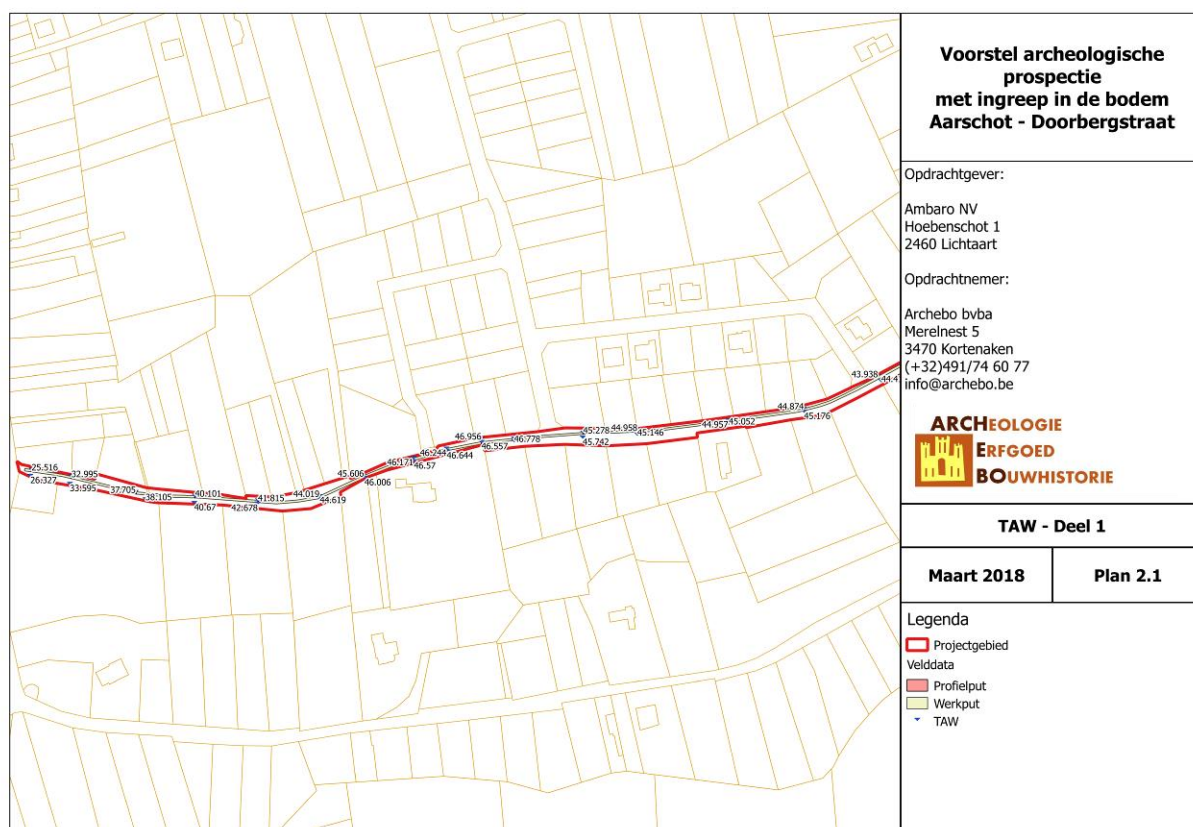 Voorstel archeologische
prospectie
met ingreep in de bodem
Aarschot - Doorbergstraat
Opdrachtgever:
Ambaro NV
Hoebenschot 1
2460 Lichtaart
Opdrachtnemer:
Archebo bvba
Merelnest 5
3470 Kortenaken
(+32)491/74 60 77
info@archebo.be
ARCHEOLOGIE
ERFGOED
BOUWHISTORIE
TAW - Deel 1
Maart 2018
Plan 2.1
Legenda
Projectgebied
Velddata
Profielput
Werkput
TAW
25.516
26.327
32.995
33.595
37.705
38.105
40.101
40.67
41.815
42.678
44.019
44.619
45.606
46.006
46.171
46.57
46.244
46.644
46.956
46.557
46.778
45.278
45.742
44.958
45.146
44.957
45.052
44.874
45.176
43.938